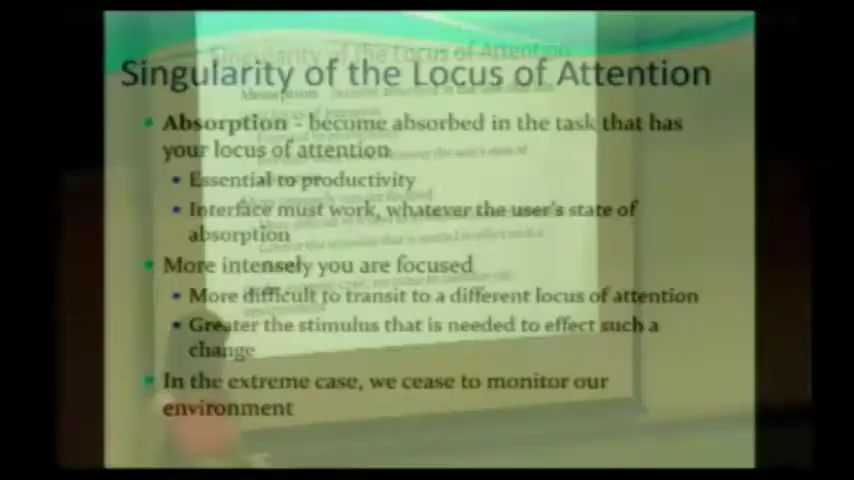 Singularity of the Locus of Attention
Absorption - become absorbed in the task that has
your locus of attention
Essential to productivity
Interface must work, whatever the user's state of
absorption
More intensely you are focused
More difficult to transit to a different locus of attention
Greater the stimulus that is needed to effect such a
change
In the extreme case, we cease to monitor our
environment